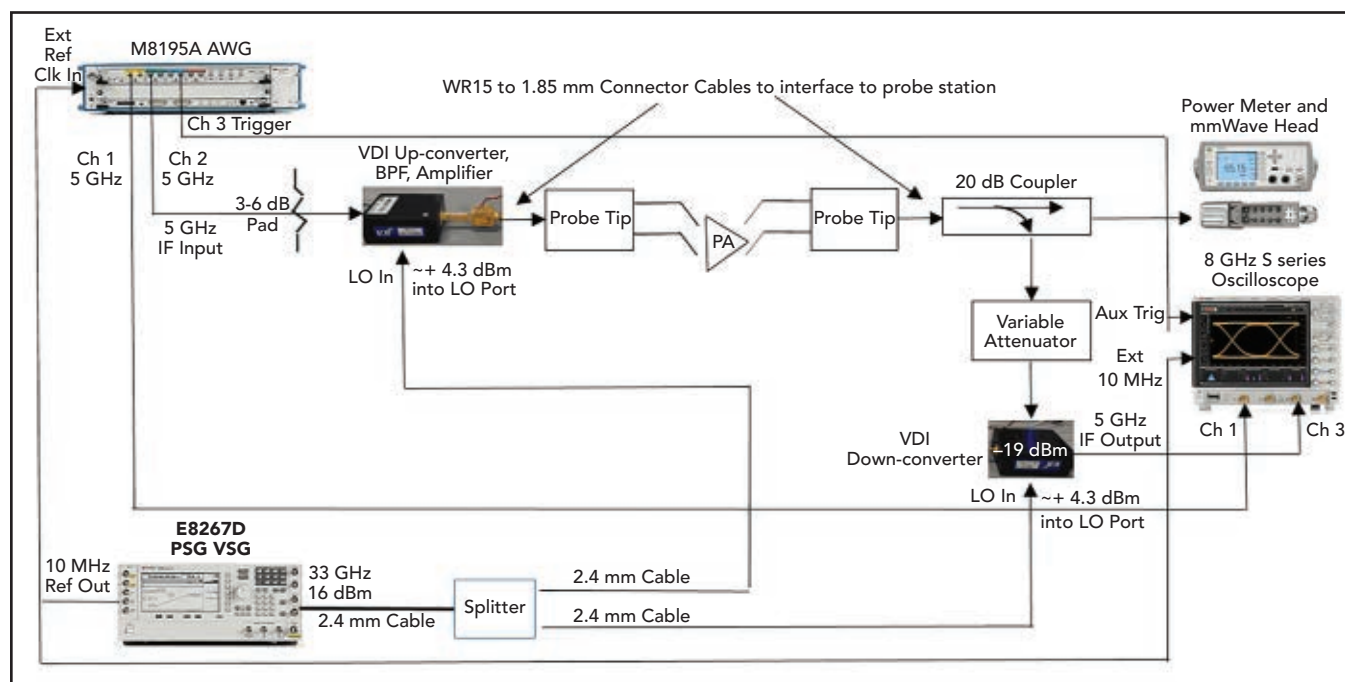 Ext
Ref
Clk In
M8195A AWG
Ch 3 Trigger
Ch 1
5 GHz
Ch 2
5 GHz
5 GHz
IF Input
3-6 dB
Pad
WR15 to 1.85 mm Connector Cables to interface to probe station
VDI Up-converter,
BPF, Amplifier
LO In
~+ 4.3 dBm
into LO Port
Probe Tip
PA
Probe Tip
20 dB Coupler
Power Meter and
mmWave Head
8 GHz S series
Oscilloscope
Variable
Attenuator
Aux Trig
Ext
10 MHz
Ch 1
Ch 3
VDI
Down-converter
–19 dBm
5 GHz
IF Output
LO In
~+ 4.3 dBm
into LO Port
E8267D
PSG VSG
10 MHz
Ref Out
33 GHz
16 dBm
2.4 mm Cable
Splitter
2.4 mm Cable
2.4 mm Cable